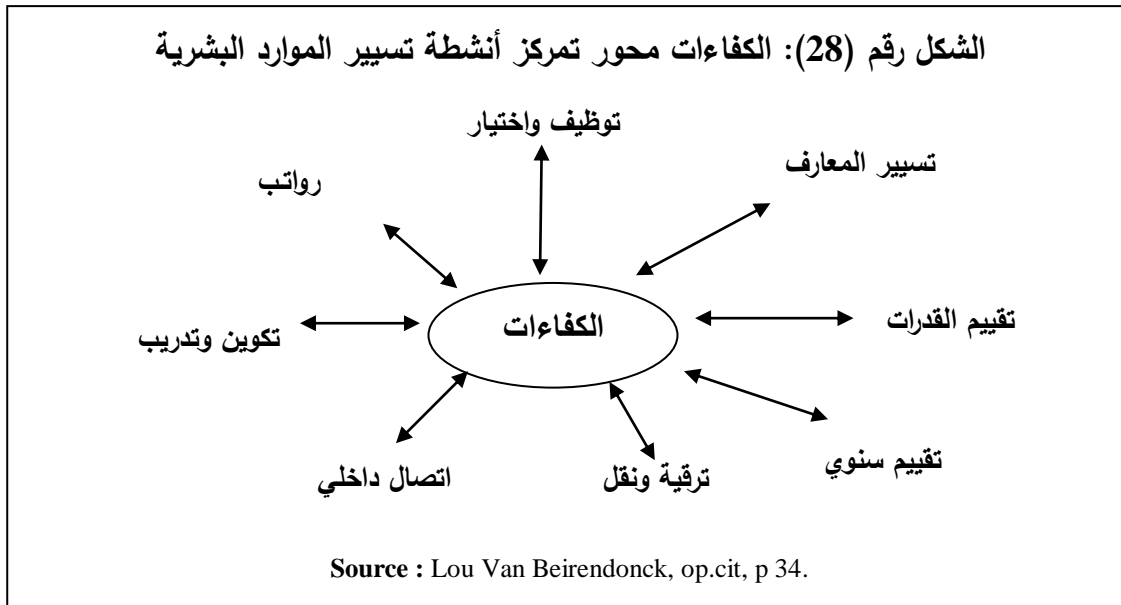 الشكل رقم (28): الكفاءات محور تمركز أنشطة تسيير الموارد البشرية
توظيف واختيار
تسيير المعارف
رواتب
الكفاءات
تقييم القدرات
تكوين وتدريب
تقييم سنوي
ترقية ونقل
اتصال داخلي
Source : Lou Van Beirendonck, op.cit, p 34.